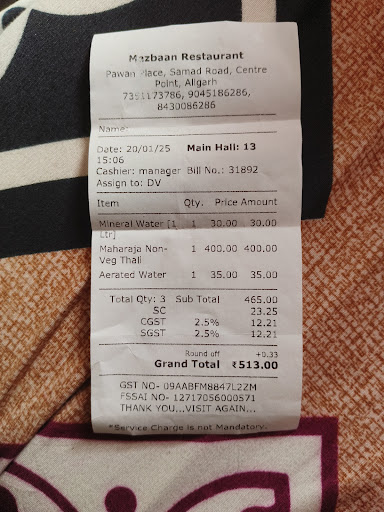 Mezbaan Restaurant
Pawan Place, Samad Road, Centre
Point, Aligarh
7351173786, 9045186286,
8430086286
Name:
Date: 20/01/25 Main Hall: 13
15:06
Cashier: manager Bill No.: 31892
Assign to: DV
Item Qty. Price Amount
Mineral Water [1 1 30.00 30.00
Ltr]
Maharaja Non- 1 400.00 400.00
Veg Thali
Aerated Water 1 35.00 35.00
Total Qty: 3 Sub Total 465.00
SC 23.25
CGST 2.5% 12.21
SGST 2.5% 12.21
Round off +0.33
Grand Total ₹513.00
GST NO- 09AABFM8847L2ZM
FSSAI NO- 12717056000571
THANK YOU...VISIT AGAIN...
*Service Charge is not Mandatory.